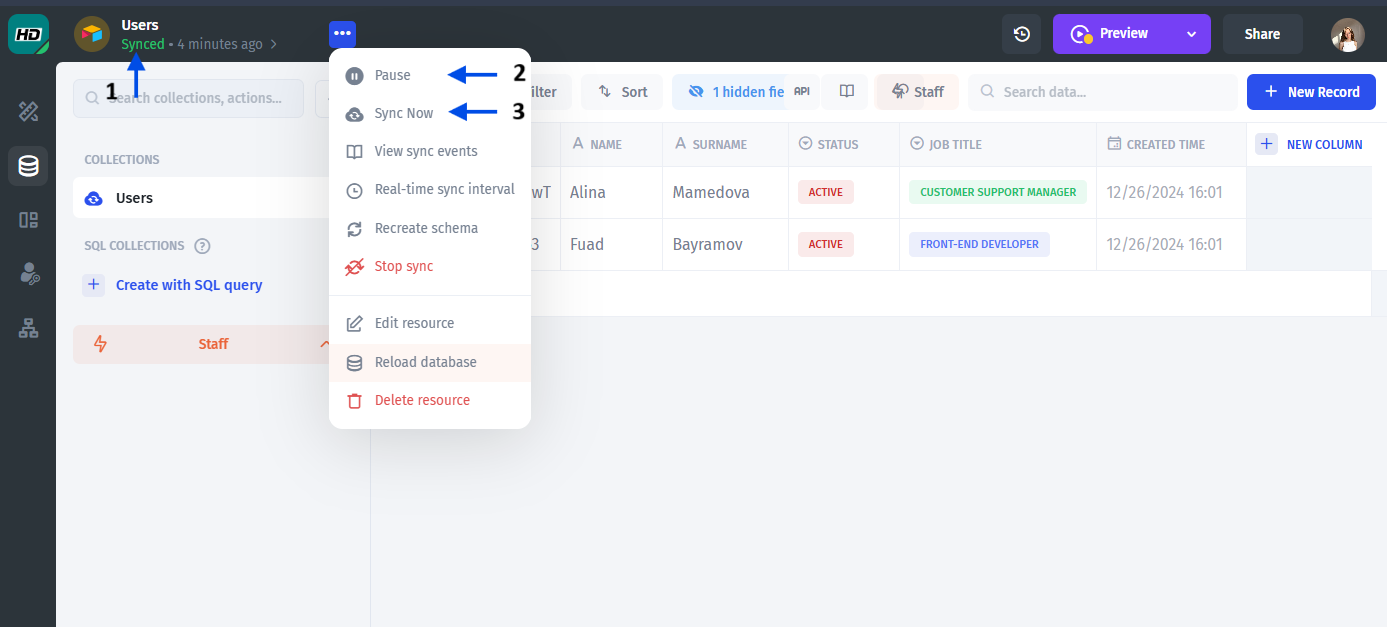 HD
Users
Synced • 4 minutes ago
Preview
Share
1
Search collections, actions...
Pause
2
Sync Now
3
View sync events
Real-time sync interval
Recreate schema
Stop sync
Edit resource
Reload database
Delete resource
COLLECTIONS
Users
SQL COLLECTIONS ?
Create with SQL query
Staff
Sort
1 hidden fie
API
Staff
Search data...
New Record
NAME
SURNAME
STATUS
JOB TITLE
CREATED TIME
NEW COLUMN
wT
Alina
Mamedova
ACTIVE
CUSTOMER SUPPORT MANAGER
12/26/2024 16:01
3
Fuad
Bayramov
ACTIVE
FRONT-END DEVELOPER
12/26/2024 16:01